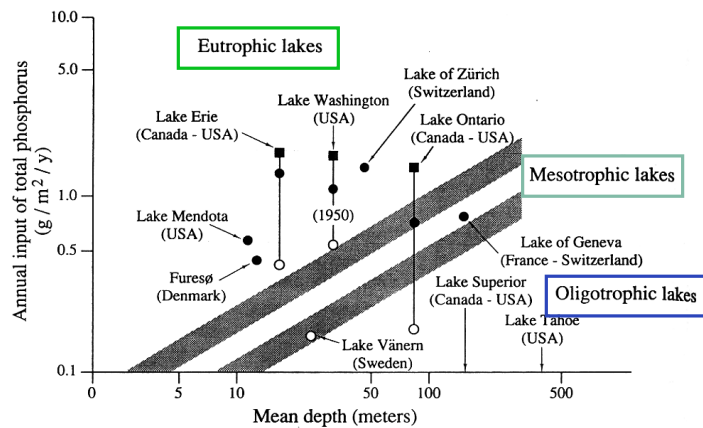 10.0
5.0
1.0
0.5
0.1
Annual input of total phosphorus
(g / m² / y)
Eutrophic lakes
Lake of Zürich
(Switzerland)
Lake Washington
(USA)
Lake Erie
(Canada - USA)
Lake Ontario
(Canada - USA)
Mesotrophic lakes
(1950)
Lake Mendota
(USA)
Lake of Geneva
(France - Switzerland)
Furesø
(Denmark)
Lake Superior
(Canada - USA)
Oligotrophic lakes
Lake Tahoe
(USA)
Lake Vänern
(Sweden)
0
5
10
50
100
500
Mean depth (meters)